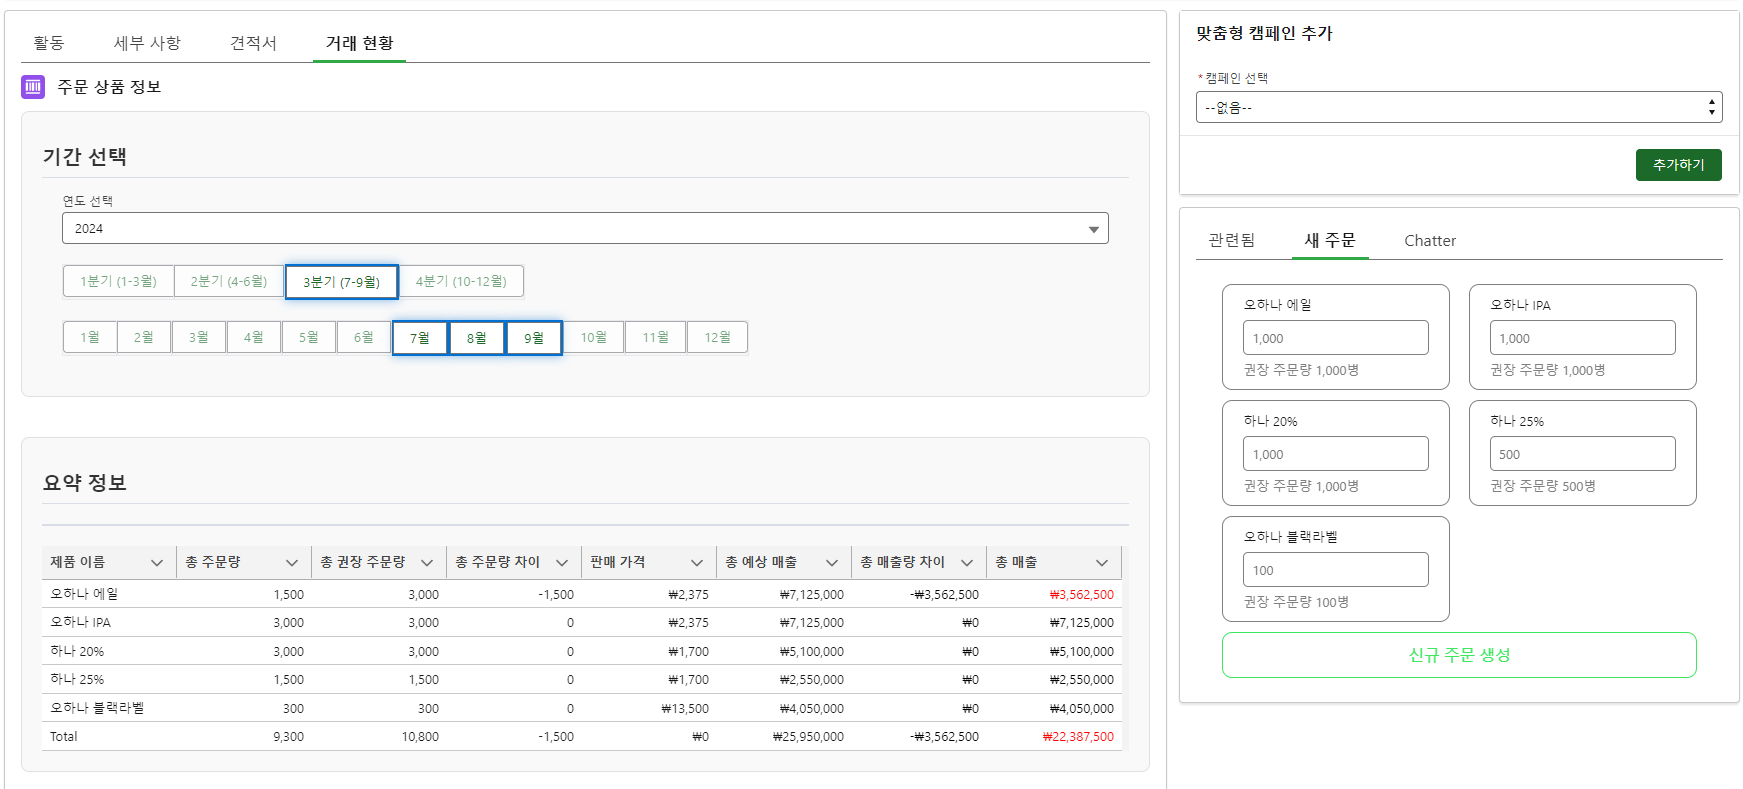 활동 세부 사항 견적서 거래 현황
주문 상품 정보
기간 선택
연도 선택
2024
1분기 (1-3월) 2분기 (4-6월) 3분기 (7-9월) 4분기 (10-12월)
1월 2월 3월 4월 5월 6월 7월 8월 9월 10월 11월 12월
요약 정보
제품 이름 총 주문량 총 권장 주문량 총 주문량 차이 판매 가격 총 예상 매출 총 매출량 차이 총 매출
오하나 에일 1,500 3,000 -1,500 ₩2,375 ₩7,125,000 -₩3,562,500 ₩3,562,500
오하나 IPA 3,000 3,000 0 ₩2,375 ₩7,125,000 ₩0 ₩7,125,000
하나 20% 3,000 3,000 0 ₩1,700 ₩5,100,000 ₩0 ₩5,100,000
하나 25% 1,500 1,500 0 ₩1,700 ₩2,550,000 ₩0 ₩2,550,000
오하나 블랙라벨 300 300 0 ₩13,500 ₩4,050,000 ₩0 ₩4,050,000
Total 9,300 10,800 -1,500 ₩0 ₩25,950,000 -₩3,562,500 ₩22,387,500
맞춤형 캠페인 추가
*캠페인 선택
--없음--
추가하기
관련됨 새 주문 Chatter
오하나 에일
1,000
권장 주문량 1,000병
오하나 IPA
1,000
권장 주문량 1,000병
하나 20%
1,000
권장 주문량 1,000병
하나 25%
500
권장 주문량 500병
오하나 블랙라벨
100
권장 주문량 100병
신규 주문 생성